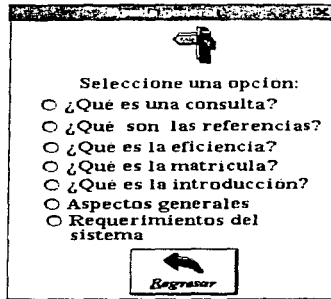 Seleccione una opcion:
¿Qué es una consulta?
¿Qué son las referencias?
¿Qué es la eficiencia?
¿Qué es la matricula?
¿Qué es la introducción?
Aspectos generales
Requerimientos del
sistema
Regresar